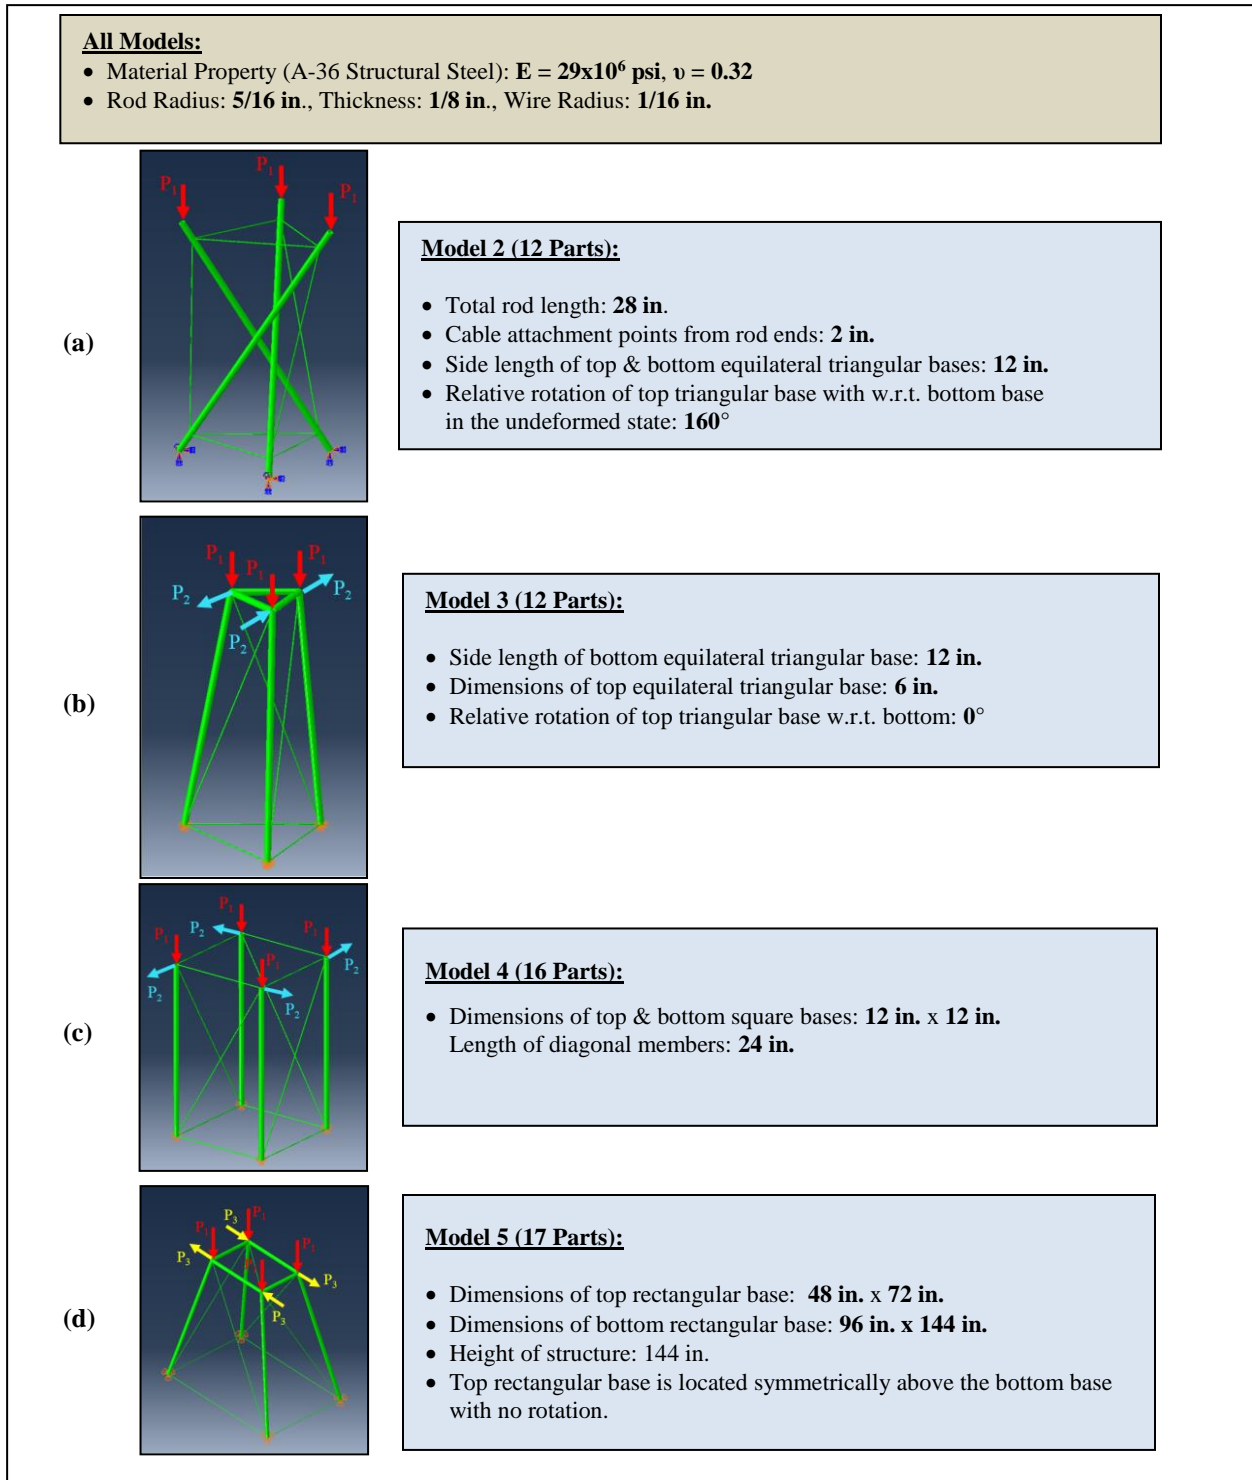 All Models:
• Material Property (A-36 Structural Steel): E = 29x10⁶ psi, υ = 0.32
• Rod Radius: 5/16 in., Thickness: 1/8 in., Wire Radius: 1/16 in.
(a)
P₁ P₁ P₁
Model 2 (12 Parts):
• Total rod length: 28 in.
• Cable attachment points from rod ends: 2 in.
• Side length of top & bottom equilateral triangular bases: 12 in.
• Relative rotation of top triangular base with w.r.t. bottom base
in the undeformed state: 160°
(b)
P₁ P₁ P₁
P₂ P₂
P₂
Model 3 (12 Parts):
• Side length of bottom equilateral triangular base: 12 in.
• Dimensions of top equilateral triangular base: 6 in.
• Relative rotation of top triangular base w.r.t. bottom: 0°
(c)
P₁
P₂
P₁ P₁
P₁ P₂
P₂ P₂
Model 4 (16 Parts):
• Dimensions of top & bottom square bases: 12 in. x 12 in.
Length of diagonal members: 24 in.
(d)
P₃ P₁
P₁ P₁
P₃ P P₃
P₃
Model 5 (17 Parts):
• Dimensions of top rectangular base: 48 in. x 72 in.
• Dimensions of bottom rectangular base: 96 in. x 144 in.
• Height of structure: 144 in.
• Top rectangular base is located symmetrically above the bottom base
with no rotation.